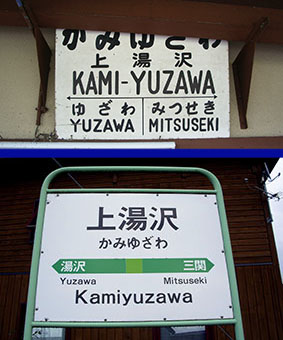 かみゆざわ
上湯沢
KAMI-YUZAWA
ゆざわ みつせき
YUZAWA MITSUSEKI
上湯沢
かみゆざわ
湯沢 三関
Yuzawa Mitsuseki
Kamiyuzawa